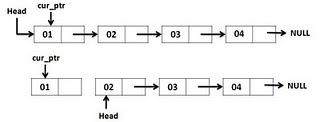 Head cur_ptr
01 02 03 04 NULL
cur_ptr
01 02 03 04 NULL
Head